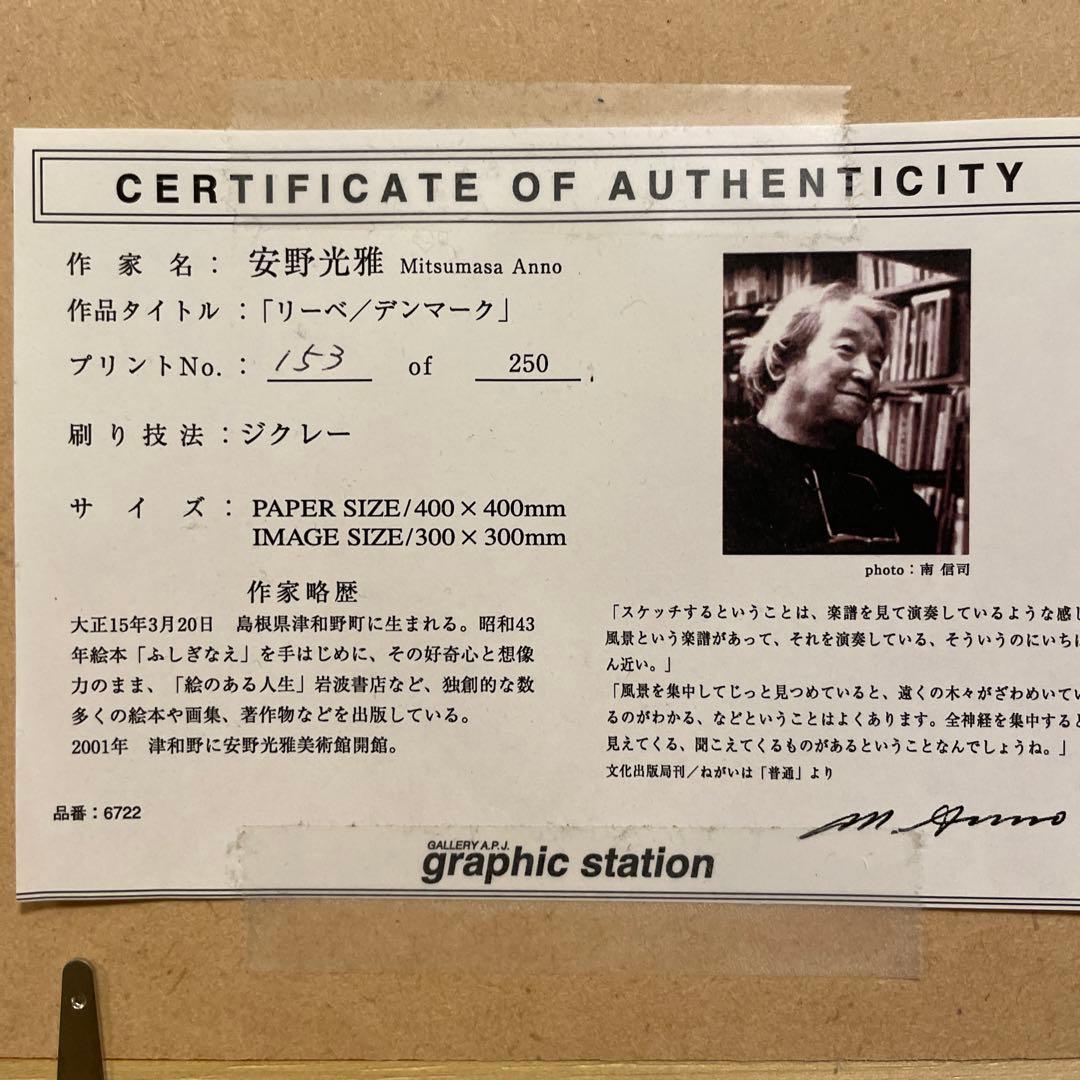 CERTIFICATE OF AUTHENTICITY
作家名：安野光雅 Mitsumasa Anno
作品タイトル：「リーベ／デンマーク」
プリントNo.：153 of 250
刷り技法：ジクレー
サイズ：PAPER SIZE/400×400mm
IMAGE SIZE/300×300mm
photo：南 信司
作家略歴
大正15年3月20日 島根県津和野町に生まれる。昭和43
年絵本「ふしぎなえ」を手はじめに、その好奇心と想像
力のまま、「絵のある人生」岩波書店など、独創的な数
多くの絵本や画集、著作物などを出版している。
2001年 津和野に安野光雅美術館開館。
「スケッチするということは、楽譜を見て演奏しているような感じ
風景という楽譜があって、それを演奏している、そういうのにいちば
ん近い。」
「風景を集中してじっと見つめていると、遠くの木々がざわめいてい
るのがわかる、などということはよくあります。全神経を集中すると
見えてくる、聞こえてくるものがあるということなんでしょうね。」
文化出版局刊／ねがいは「普通」より
M. Anno
品番：6722
GALLERY A.P.J.
graphic station